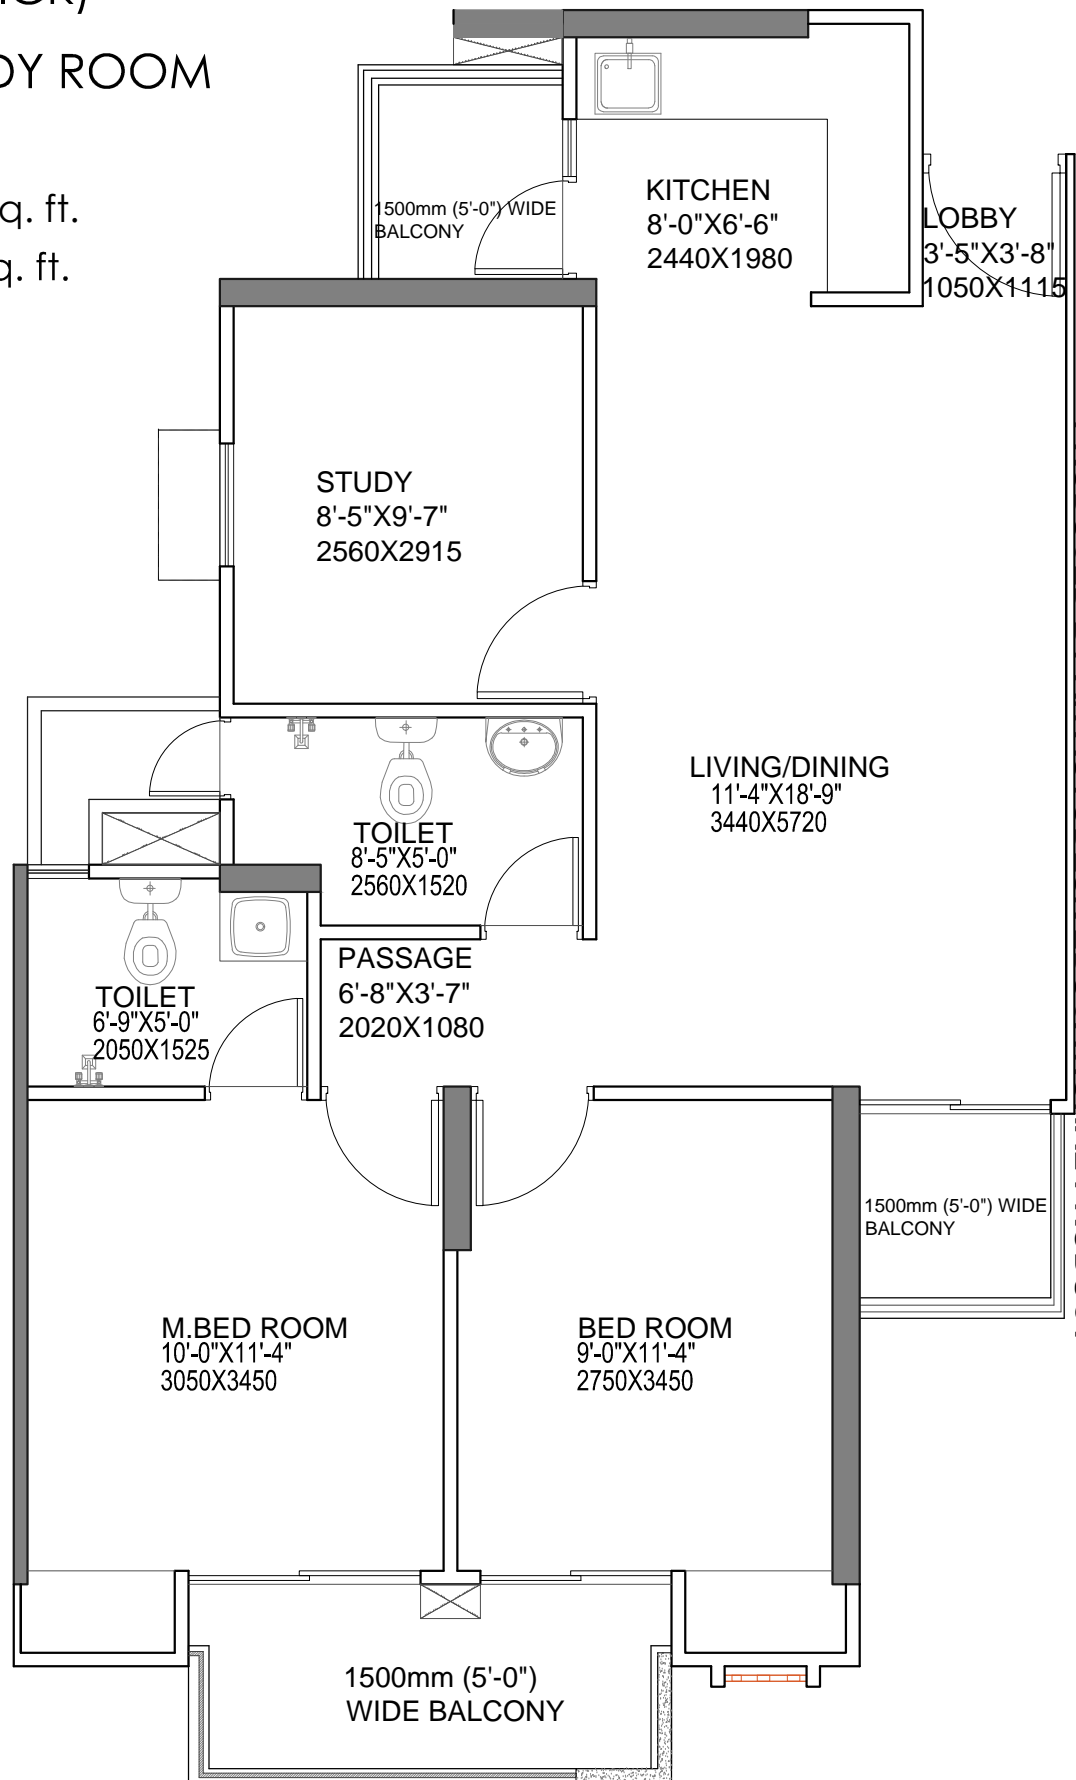 DY ROOM
q. ft.
q. ft.
1500mm (5'-0") WIDE
BALCONY
KITCHEN
8'-0"X6'-6"
2440X1980
LOBBY
3'-5"X3'-8"
1050X1115
STUDY
8'-5"X9'-7"
2560X2915
LIVING/DINING
11'-4"X18'-9"
3440X5720
TOILET
8'-5"X5'-0"
2560X1520
PASSAGE
6'-8"X3'-7"
2020X1080
TOILET
6'-9"X5'-0"
2050X1525
1500mm (5'-0") WIDE
BALCONY
M.BED ROOM
10'-0"X11'-4"
3050X3450
BED ROOM
9'-0"X11'-4"
2750X3450
1500mm (5'-0")
WIDE BALCONY